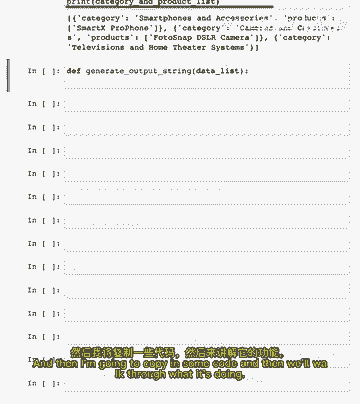 print(category_and_product_list)
[{'category': 'Smartphones and Accessories', 'products':
['SmartX ProPhone']}, {'category': 'Cameras and
s', 'products': ['FotoSnap DSLR Camera']}, {'category':
'Televisions and Home Theater Systems'}]
In [ ]: def generate_output_string(data_list):
In [ ]:
In [ ]:
In [ ]:
In [ ]:
In [ ]:
In [ ]:
In [ ]:
In [ ]:
In [ ]:
In [ ]:
In [ ]:
In [ ]:
然后我将复制一些代码，然后来讲解它的功能。
And then I'm going to copy in some code and then we'll wa
lk through what it's doing.
In [ ]: